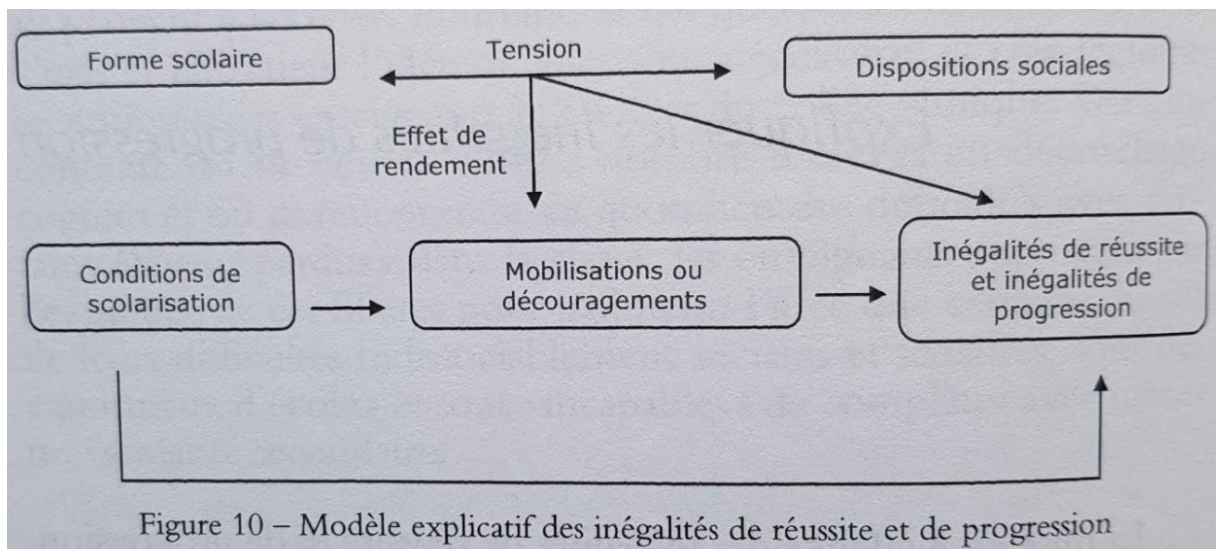 Forme scolaire
Tension
Dispositions sociales
Effet de
rendement
Conditions de
scolarisation
Mobilisations ou
découragements
Inégalités de réussite
et inégalités de
progression
Figure 10 – Modèle explicatif des inégalités de réussite et de progression